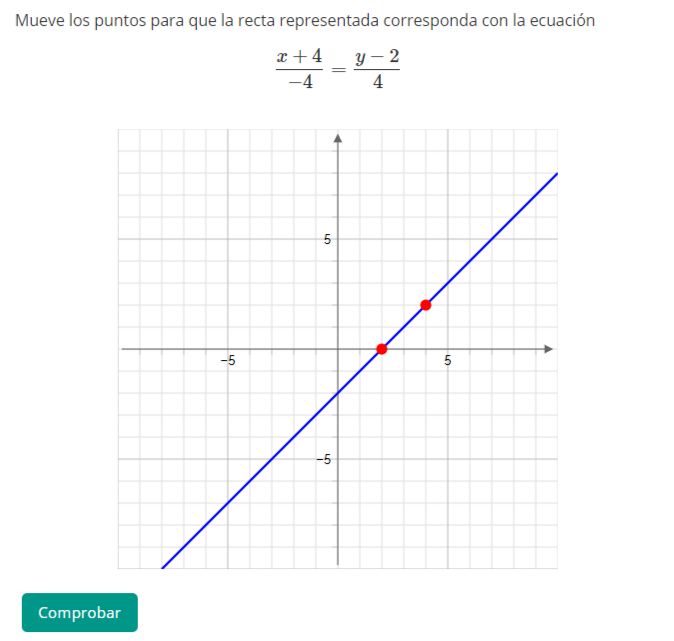 Mueve los puntos para que la recta representada corresponda con la ecuación
x + 4 / −4 = y − 2 / 4
5
−5
5
−5
Comprobar